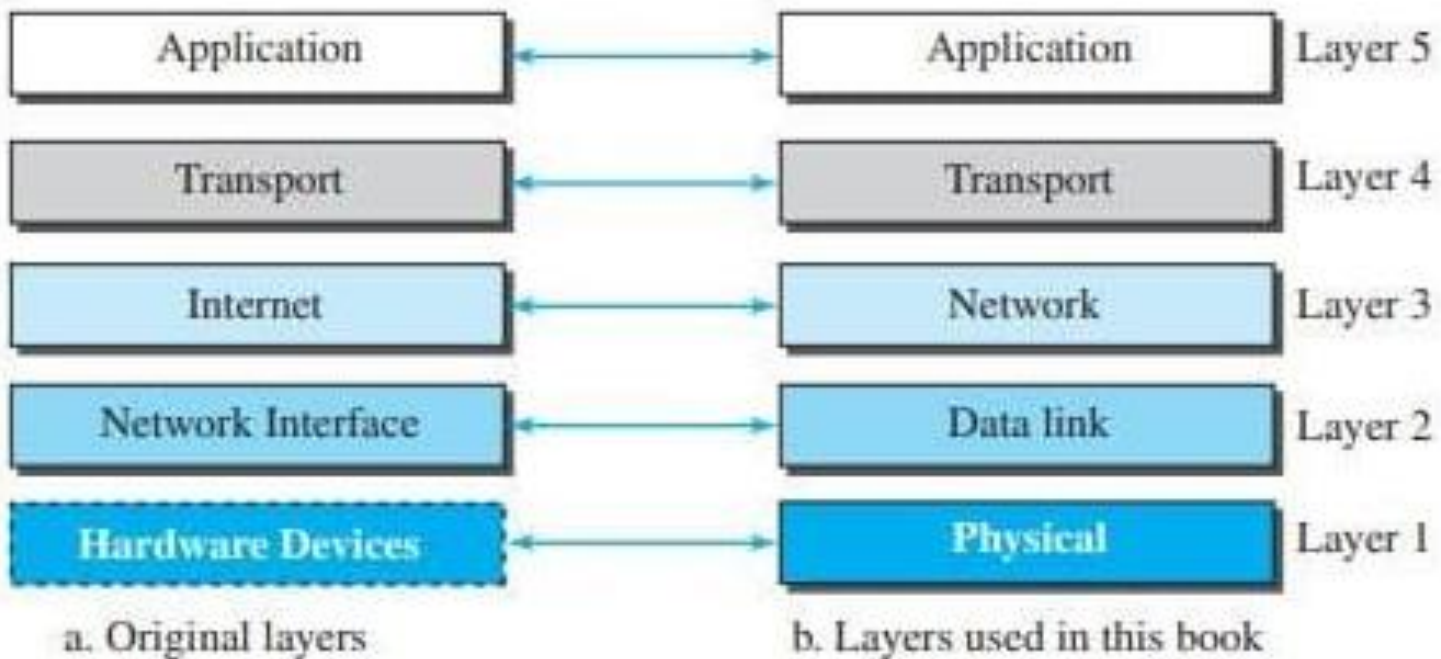 Application Application Layer 5
Transport Transport Layer 4
Internet Network Layer 3
Network Interface Data link Layer 2
Hardware Devices Physical Layer 1
a. Original layers b. Layers used in this book